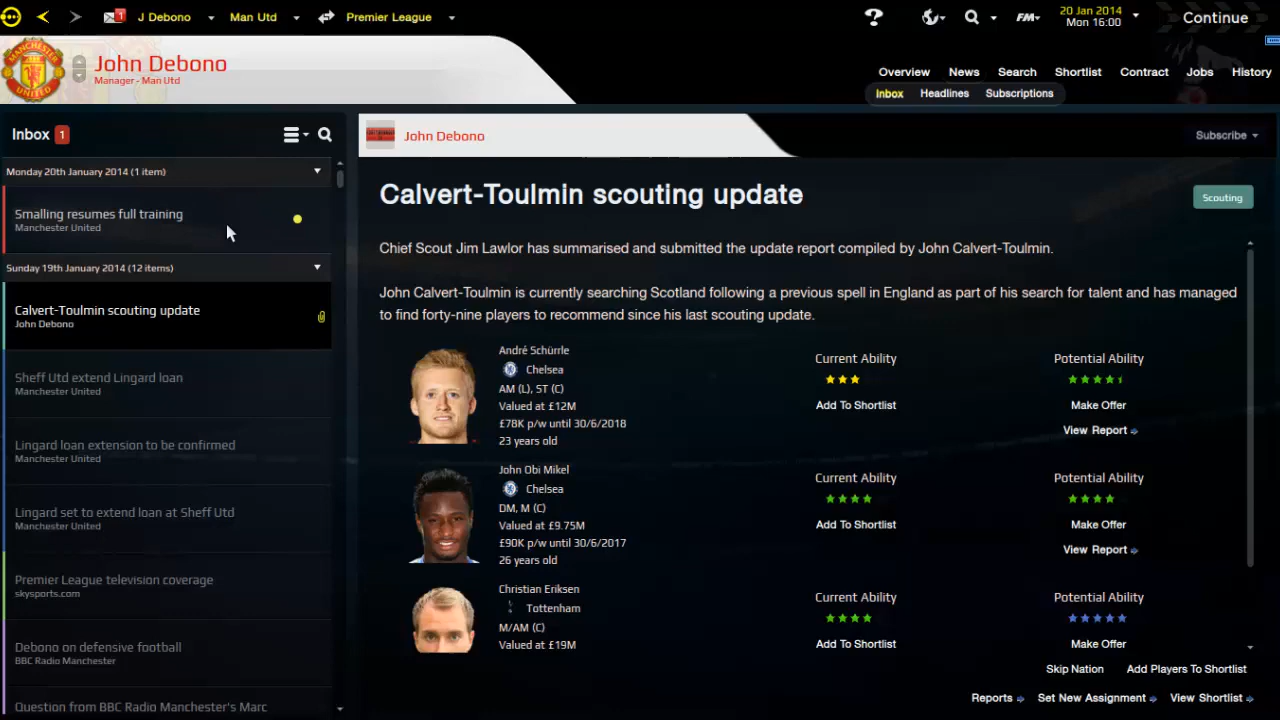 1
J Debono
Man Utd
Premier League
FM
20 Jan 2014
Mon 16:00
Continue
MANCHESTER
UNITED
John Debono
Manager - Man Utd
Overview News Search Shortlist Contract Jobs History
Inbox Headlines Subscriptions
Inbox 1
Monday 20th January 2014 (1 item)
Smalling resumes full training
Manchester United
Sunday 19th January 2014 (12 items)
Calvert-Toulmin scouting update
John Debono
Sheff Utd extend Lingard loan
Manchester United
Lingard loan extension to be confirmed
Manchester United
Lingard set to extend loan at Sheff Utd
Manchester United
Premier League television coverage
skysports.com
Debono on defensive football
BBC Radio Manchester
Question from BBC Radio Manchester's Marc
John Debono
Subscribe
Calvert-Toulmin scouting update
Scouting
Chief Scout Jim Lawlor has summarised and submitted the update report compiled by John Calvert-Toulmin.
John Calvert-Toulmin is currently searching Scotland following a previous spell in England as part of his search for talent and has managed
to find forty-nine players to recommend since his last scouting update.
André Schürrle
Chelsea
AM (L), ST (C)
Valued at £12M
£78K p/w until 30/6/2018
23 years old
Current Ability
Add To Shortlist
Potential Ability
Make Offer
View Report
John Obi Mikel
Chelsea
DM, M (C)
Valued at £9.75M
£90K p/w until 30/6/2017
26 years old
Current Ability
Add To Shortlist
Potential Ability
Make Offer
View Report
Christian Eriksen
Tottenham
M/AM (C)
Valued at £19M
Current Ability
Add To Shortlist
Potential Ability
Make Offer
Skip Nation Add Players To Shortlist
Reports Set New Assignment View Shortlist